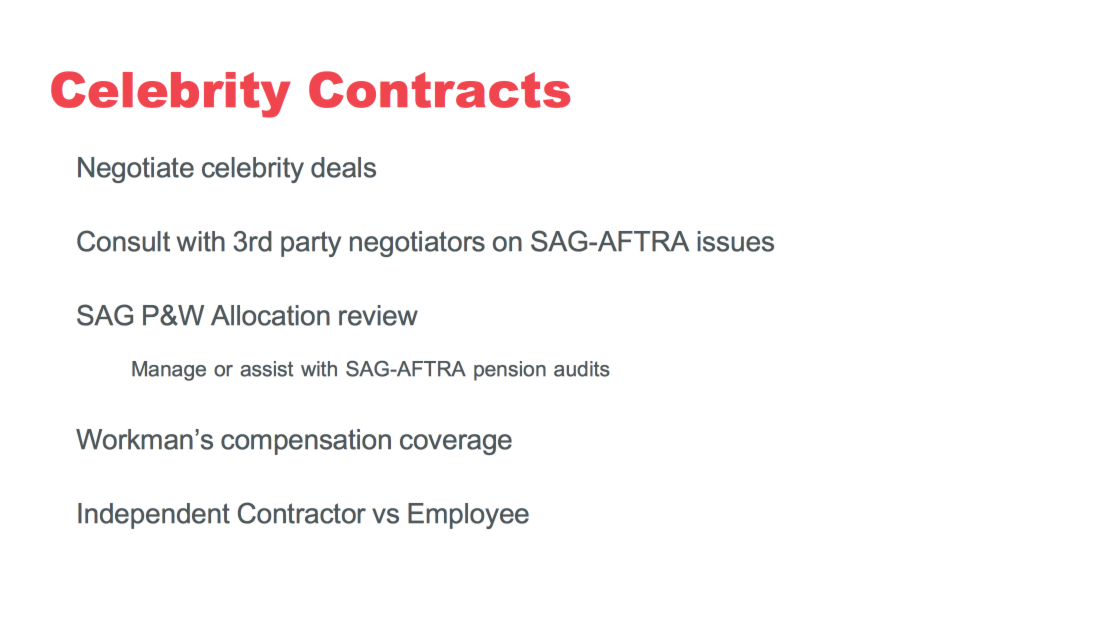 Celebrity Contracts
Negotiate celebrity deals
Consult with 3rd party negotiators on SAG-AFTRA issues
SAG P&W Allocation review
Manage or assist with SAG-AFTRA pension audits
Workman’s compensation coverage
Independent Contractor vs Employee